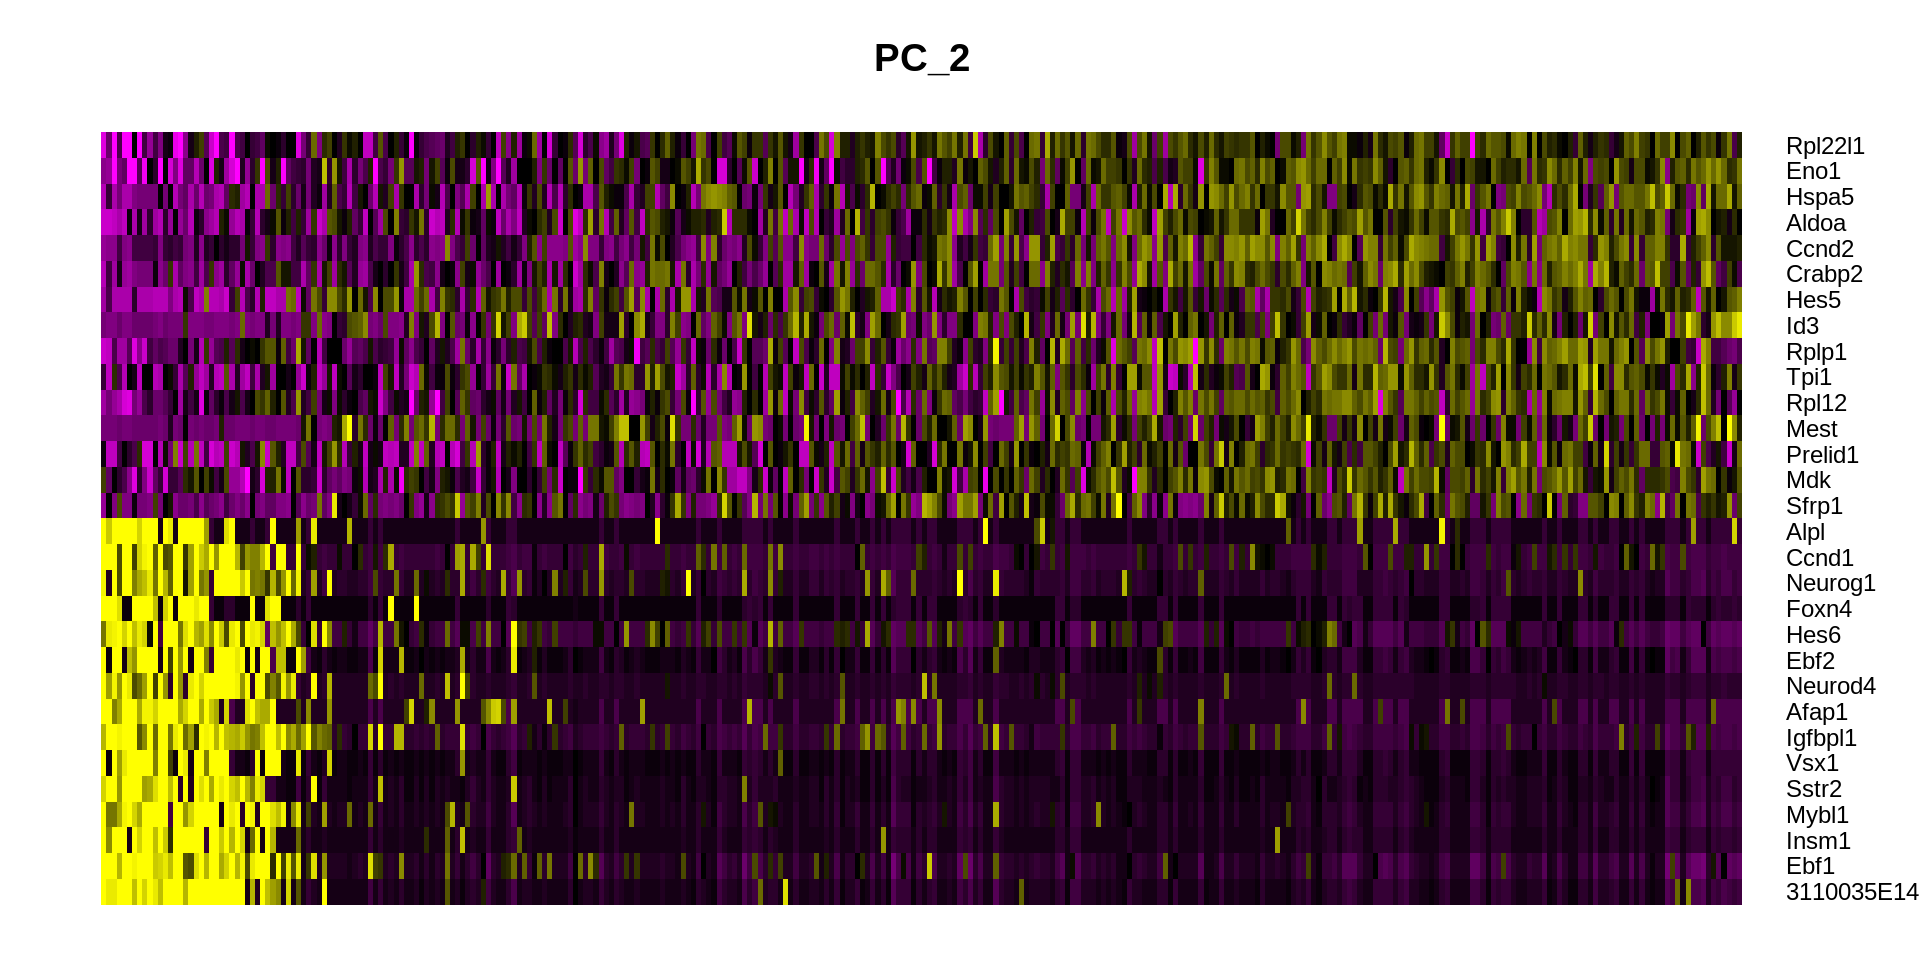 PC_2
Rpl22l1
Eno1
Hspa5
Aldoa
Ccnd2
Crabp2
Hes5
Id3
Rplp1
Tpi1
Rpl12
Mest
Prelid1
Mdk
Sfrp1
Alpl
Ccnd1
Neurog1
Foxn4
Hes6
Ebf2
Neurod4
Afap1
Igfbpl1
Vsx1
Sstr2
Mybl1
Insm1
Ebf1
3110035E14